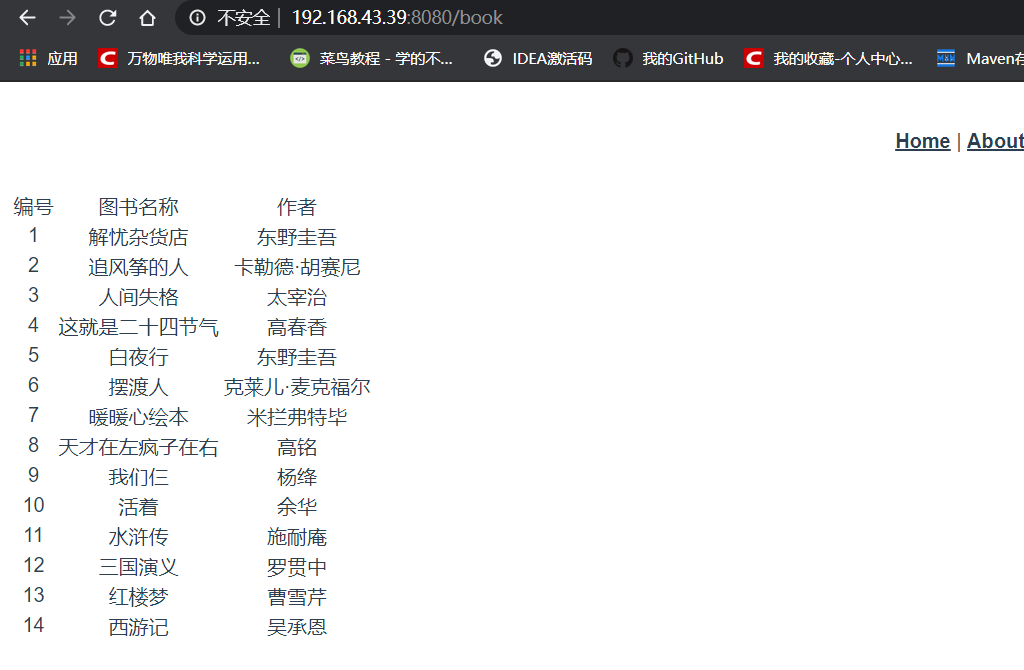 不安全 | 192.168.43.39:8080/book
应用 万物唯我科学运用... 菜鸟教程 - 学的不... IDEA激活码 我的GitHub 我的收藏-个人中心... Maven存
Home | About
编号 图书名称 作者
1 解忧杂货店 东野圭吾
2 追风筝的人 卡勒德·胡赛尼
3 人间失格 太宰治
4 这就是二十四节气 高春香
5 白夜行 东野圭吾
6 摆渡人 克莱儿·麦克福尔
7 暖暖心绘本 米拦弗特毕
8 天才在左疯子在右 高铭
9 我们仨 杨绛
10 活着 余华
11 水浒传 施耐庵
12 三国演义 罗贯中
13 红楼梦 曹雪芹
14 西游记 吴承恩